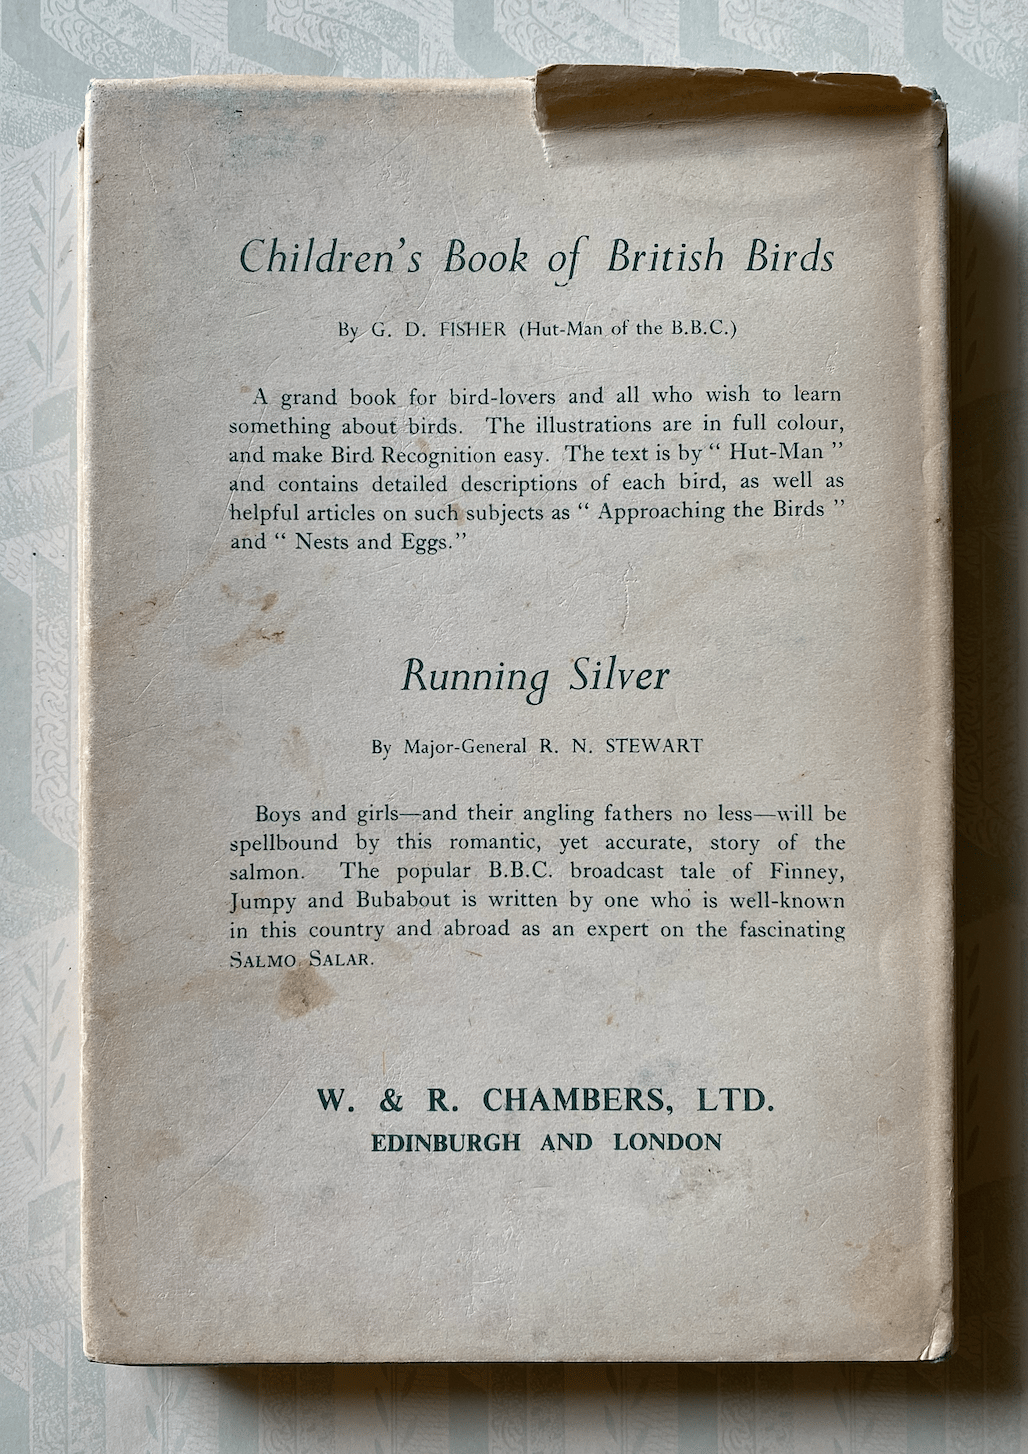 Children's Book of British Birds
By G. D. FISHER (Hut-Man of the B.B.C.)
A grand book for bird-lovers and all who wish to learn
something about birds. The illustrations are in full colour,
and make Bird Recognition easy. The text is by “ Hut-Man ”
and contains detailed descriptions of each bird, as well as
helpful articles on such subjects as “ Approaching the Birds ”
and “ Nests and Eggs.”
Running Silver
By Major-General R. N. STEWART
Boys and girls—and their angling fathers no less—will be
spellbound by this romantic, yet accurate, story of the
salmon. The popular B.B.C. broadcast tale of Finney,
Jumpy and Bubabout is written by one who is well-known
in this country and abroad as an expert on the fascinating
SALMO SALAR.
W. & R. CHAMBERS, LTD.
EDINBURGH AND LONDON